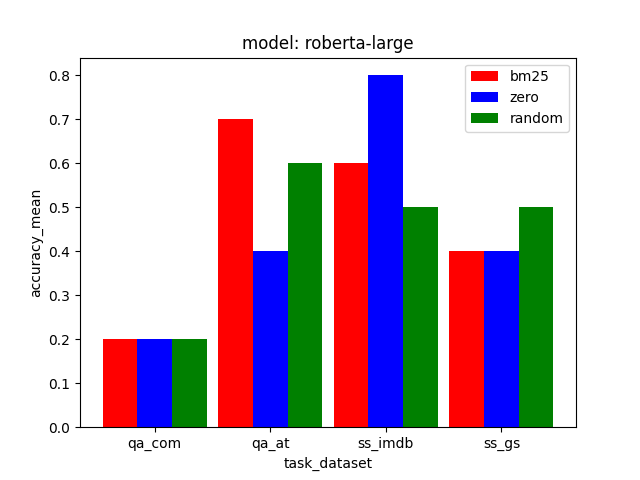 model: roberta-large
bm25
zero
random
accuracy_mean
0.8
0.7
0.6
0.5
0.4
0.3
0.2
0.1
0.0
qa_com qa_at ss_imdb ss_gs
task_dataset